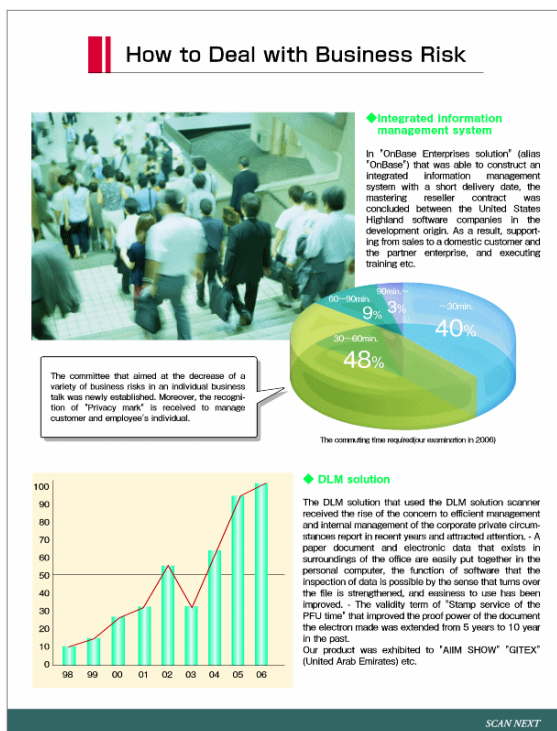 How to Deal with Business Risk
◆Integrated information
management system
In "OnBase Enterprises solution" (alias
"OnBase") that was able to construct an
integrated information management
system with a short delivery date, the
mastering reseller contract was
concluded between the United States
Highland software companies in the
development origin. As a result, support-
ing from sales to a domestic customer and
the partner enterprise, and executing
training etc.
90min.~
3%
60~90min.
9%
~30min.
40%
30~60min.
48%
The commuting time required(our examination in 2006)
The committee that aimed at the decrease of a
variety of business risks in an individual business
talk was newly established. Moreover, the recogni-
tion of "Privacy mark" is received to manage
customer and employee's individual.
100
90
80
70
60
50
40
30
20
10
0
98 99 00 01 02 03 04 05 06
◆ DLM solution
The DLM solution that used the DLM solution scanner
received the rise of the concern to efficient management
and internal management of the corporate private circum-
stances report in recent years and attracted attention. - A
paper document and electronic data that exists in
surroundings of the office are easily put together in the
personal computer, the function of software that the
inspection of data is possible by the sense that turns over
the file is strengthened, and easiness to use has been
improved. - The validity term of "Stamp service of the
PFU time" that improved the proof power of the document
the electron made was extended from 5 years to 10 year
in the past.
Our product was exhibited to "AIIM SHOW" "GITEX"
(United Arab Emirates) etc.
SCAN NEXT